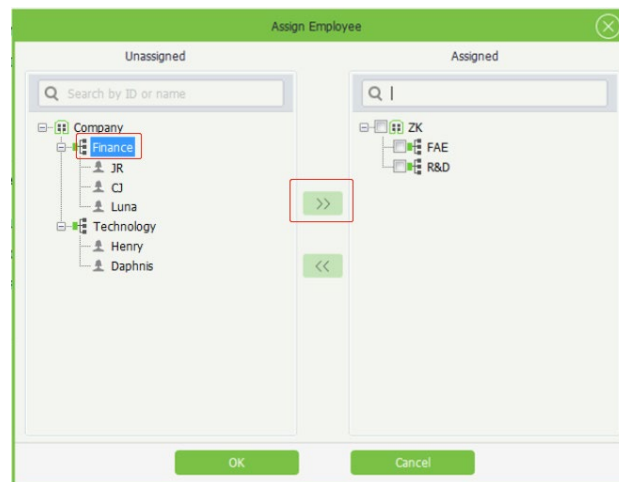 Assign Employee
Unassigned
Assigned
Search by ID or name
Company
Finance
JR
CJ
Luna
Technology
Henry
Daphnis
>>
<<
ZK
FAE
R&D
OK
Cancel